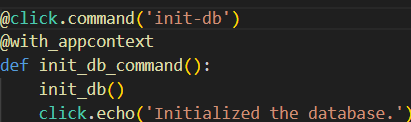 @click.command('init-db')
@with_appcontext
def init_db_command():
    init_db()
    click.echo('Initialized the database.')